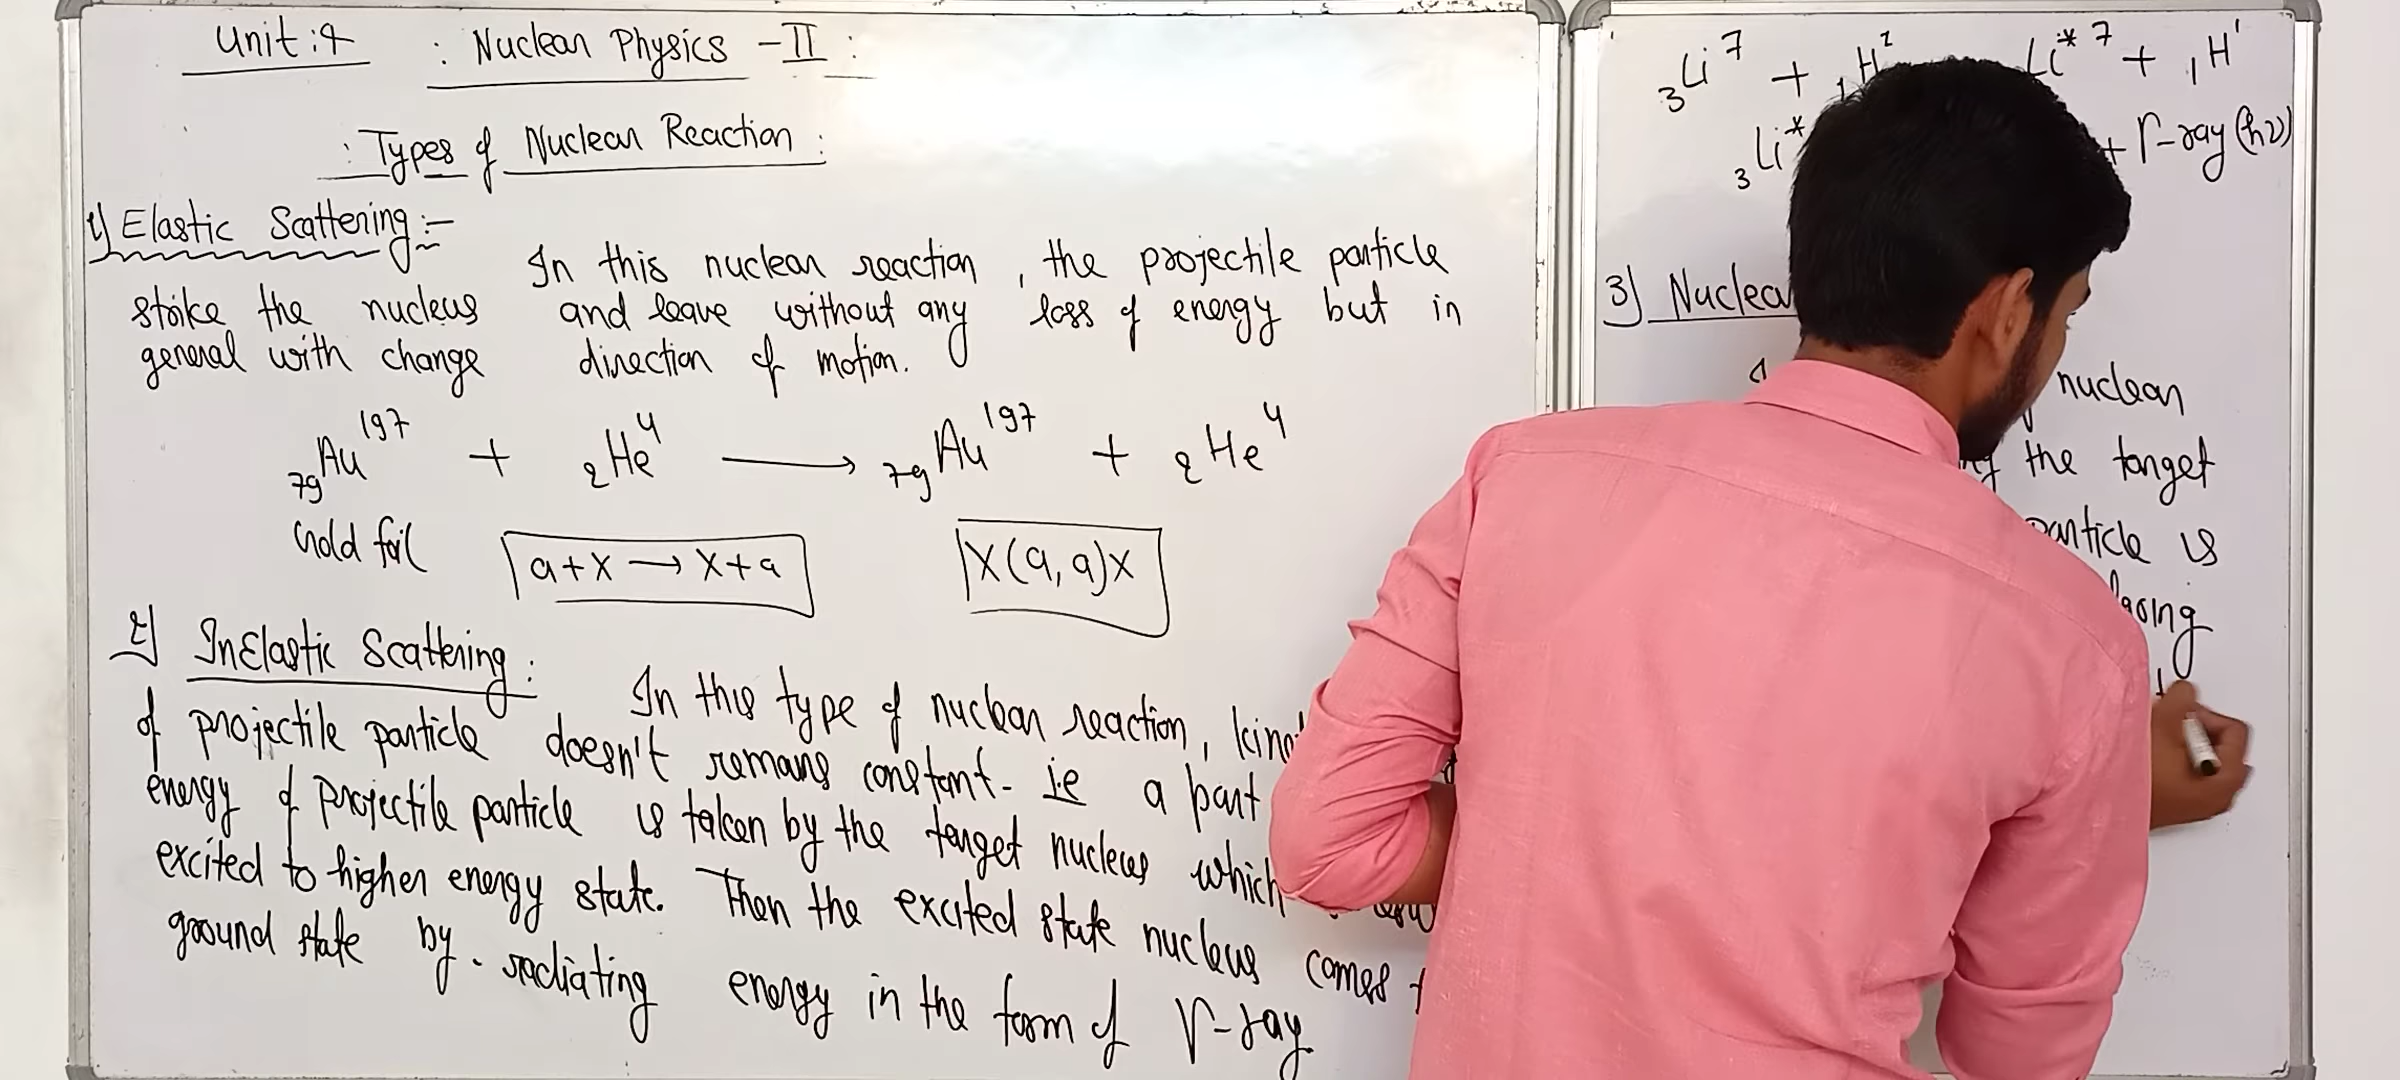 Unit:4 : Nuclear Physics - II :
: Types of Nuclear Reaction :
1) Elastic Scattering :-
In this nuclear reaction , the projectile particle
strike the nucleus and leave without any loss of energy but in
general with change direction of motion.
₇₉Au¹⁹⁷ + ₂He⁴ ⟶ ₇₉Au¹⁹⁷ + ₂He⁴
Gold foil
a+X → X+a
X(a,a)X
2) InElastic Scattering :
In this type of nuclear reaction,
of projectile particle doesn't remans constant. ie a part
energy of projectile particle is taken by the target nucleus which
excited to higher energy state. Then the excited state nucleus comes
ground state by radiating energy in the form of γ-ray
₃Li⁷ + ₁H² Li*⁷ + ₁H¹
₃Li* + γ-ray (hν)
3) Nuclear
nuclear
the target
particle is